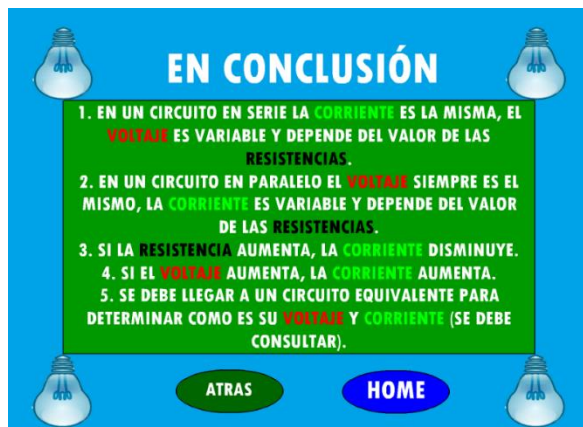 EN CONCLUSIÓN
1. EN UN CIRCUITO EN SERIE LA CORRIENTE ES LA MISMA, EL
VOLTAJE ES VARIABLE Y DEPENDE DEL VALOR DE LAS
RESISTENCIAS.
2. EN UN CIRCUITO EN PARALELO EL VOLTAJE SIEMPRE ES EL
MISMO, LA CORRIENTE ES VARIABLE Y DEPENDE DEL VALOR
DE LAS RESISTENCIAS.
3. SI LA RESISTENCIA AUMENTA, LA CORRIENTE DISMINUYE.
4. SI EL VOLTAJE AUMENTA, LA CORRIENTE AUMENTA.
5. SE DEBE LLEGAR A UN CIRCUITO EQUIVALENTE PARA
DETERMINAR COMO ES SU VOLTAJE Y CORRIENTE (SE DEBE
CONSULTAR).
ATRAS
HOME